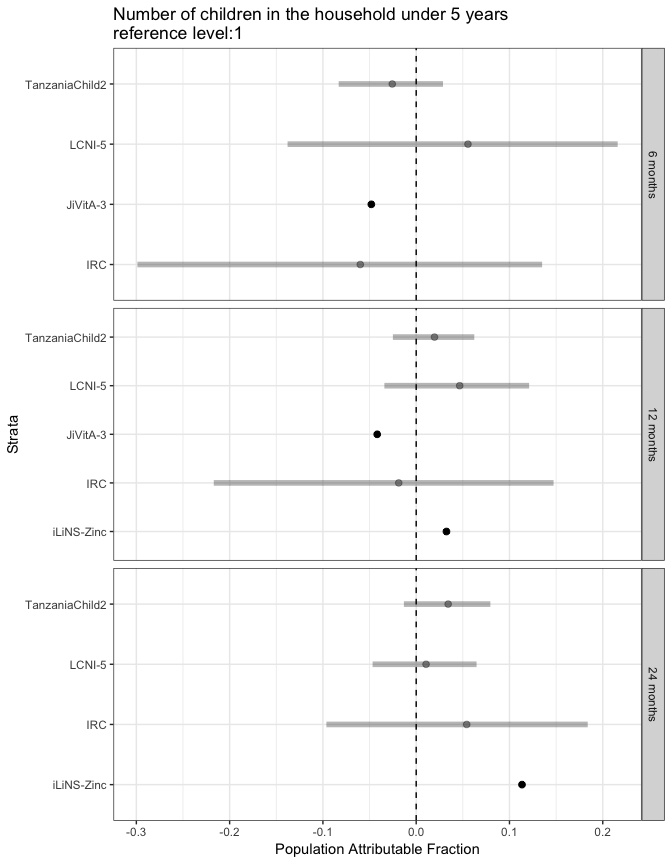 Number of children in the household under 5 years
reference level:1
TanzaniaChild2
LCNI-5
JiVitA-3
IRC
6 months
TanzaniaChild2
LCNI-5
JiVitA-3
IRC
iLiNS-Zinc
12 months
TanzaniaChild2
LCNI-5
IRC
iLiNS-Zinc
24 months
Strata
-0.3 -0.2 -0.1 0.0 0.1 0.2
Population Attributable Fraction